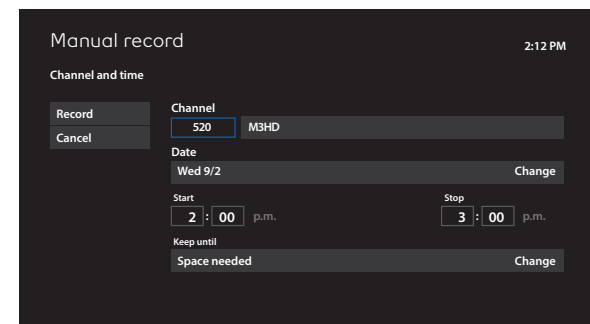 Manual record
2:12 PM
Channel and time
Record
Cancel
Channel
520 M3HD
Date
Wed 9/2 Change
Start Stop
2 : 00 p.m. 3 : 00 p.m.
Keep until
Space needed Change